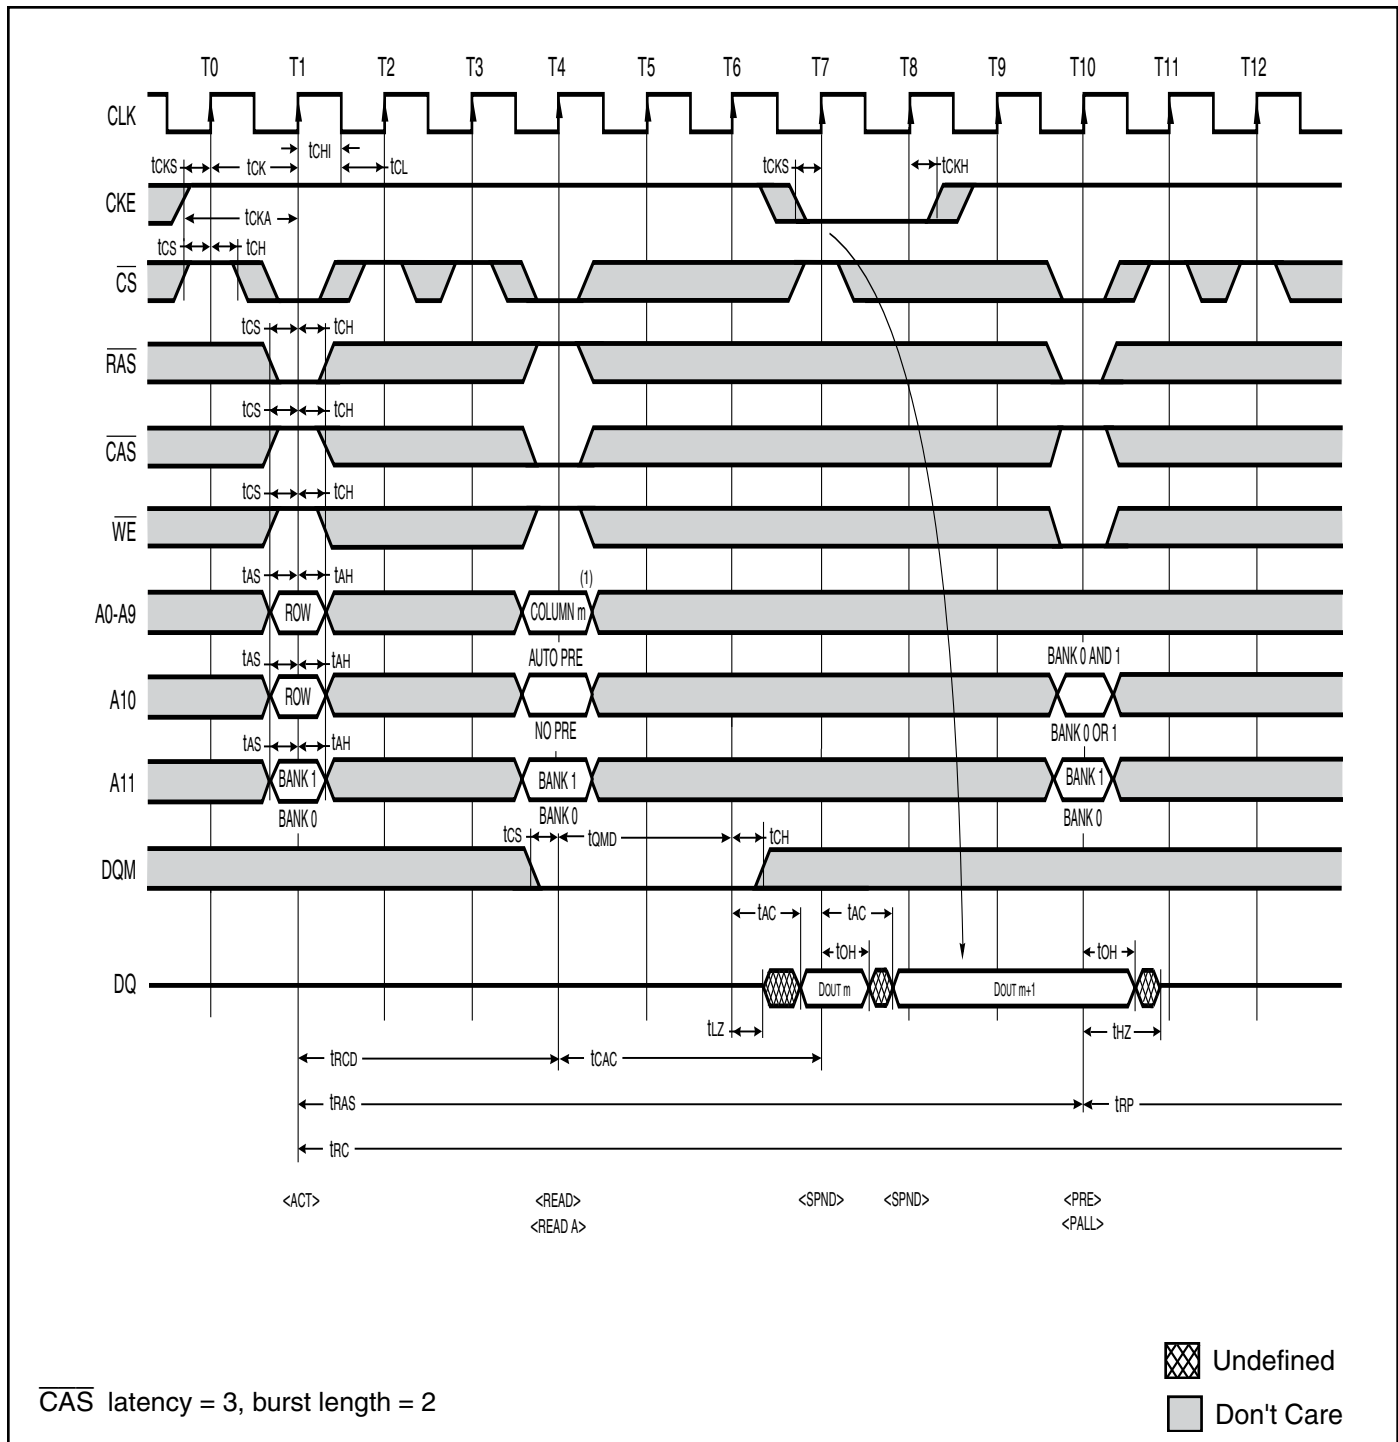 T0 T1 T2 T3 T4 T5 T6 T7 T8 T9 T10 T11 T12
CLK
tCHI
tCKS tCK tCL tCKS tCKH
CKE
tCKA
tCS tCH
CS
tCS tCH
RAS
tCS tCH
CAS
tCS tCH
WE
tAS tAH (1)
A0-A9 ROW COLUMN m
tAS tAH AUTO PRE BANK 0 AND 1
A10 ROW
NO PRE BANK 0 OR 1
tAS tAH
A11 BANK 1 BANK 1 BANK 1
BANK 0 BANK 0 BANK 0
tCS tQMD tCH
DQM
tAC tAC
tOH tOH
DQ DOUT m DOUT m+1
tLZ tHZ
tRCD tCAC
tRAS tRP
tRC
<ACT> <READ> <SPND> <SPND> <PRE>
<READ A> <PALL>
Undefined
CAS latency = 3, burst length = 2
Don't Care